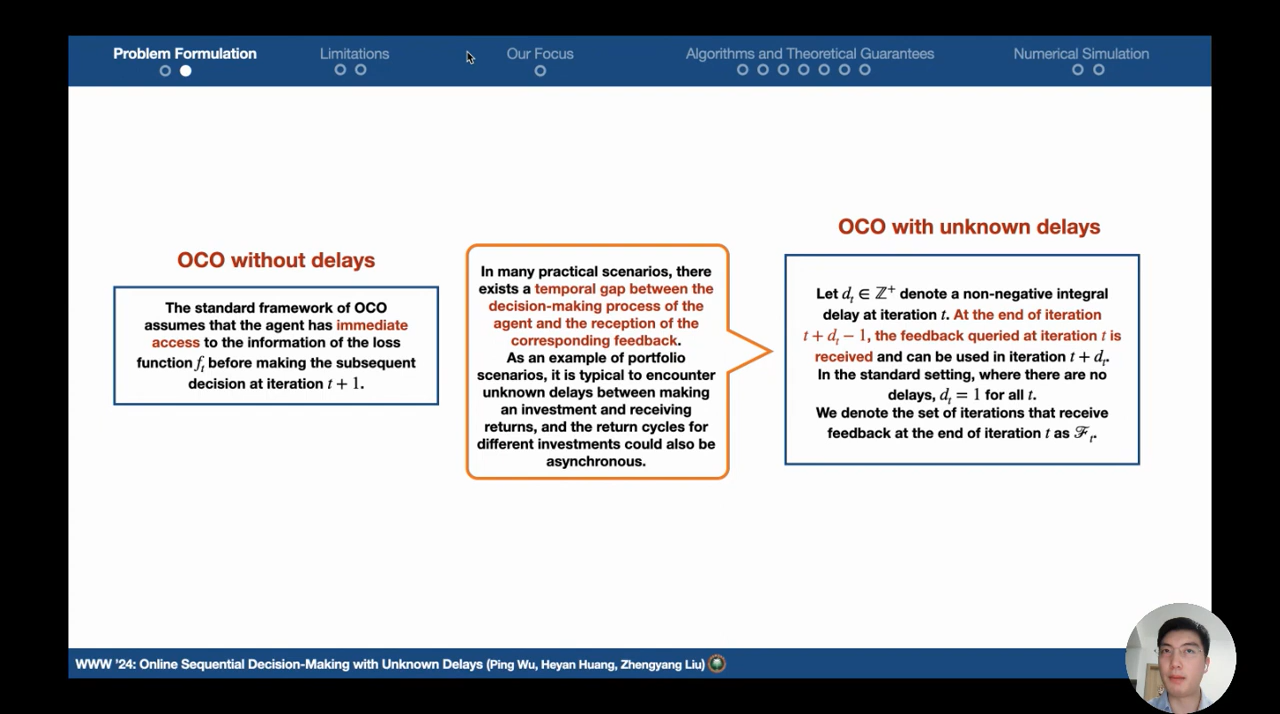 Problem Formulation
Limitations
Our Focus
Algorithms and Theoretical Guarantees
Numerical Simulation
OCO without delays
The standard framework of OCO
assumes that the agent has immediate
access to the information of the loss
function fₜ before making the subsequent
decision at iteration t + 1.
In many practical scenarios, there
exists a temporal gap between the
decision-making process of the
agent and the reception of the
corresponding feedback.
As an example of portfolio
scenarios, it is typical to encounter
unknown delays between making
an investment and receiving
returns, and the return cycles for
different investments could also be
asynchronous.
OCO with unknown delays
Let dₜ ∈ ℤ⁺ denote a non-negative integral
delay at iteration t. At the end of iteration
t + dₜ − 1, the feedback queried at iteration t is
received and can be used in iteration t + dₜ.
In the standard setting, where there are no
delays, dₜ = 1 for all t.
We denote the set of iterations that receive
feedback at the end of iteration t as ℱₜ.
WWW '24: Online Sequential Decision-Making with Unknown Delays (Ping Wu, Heyan Huang, Zhengyang Liu)